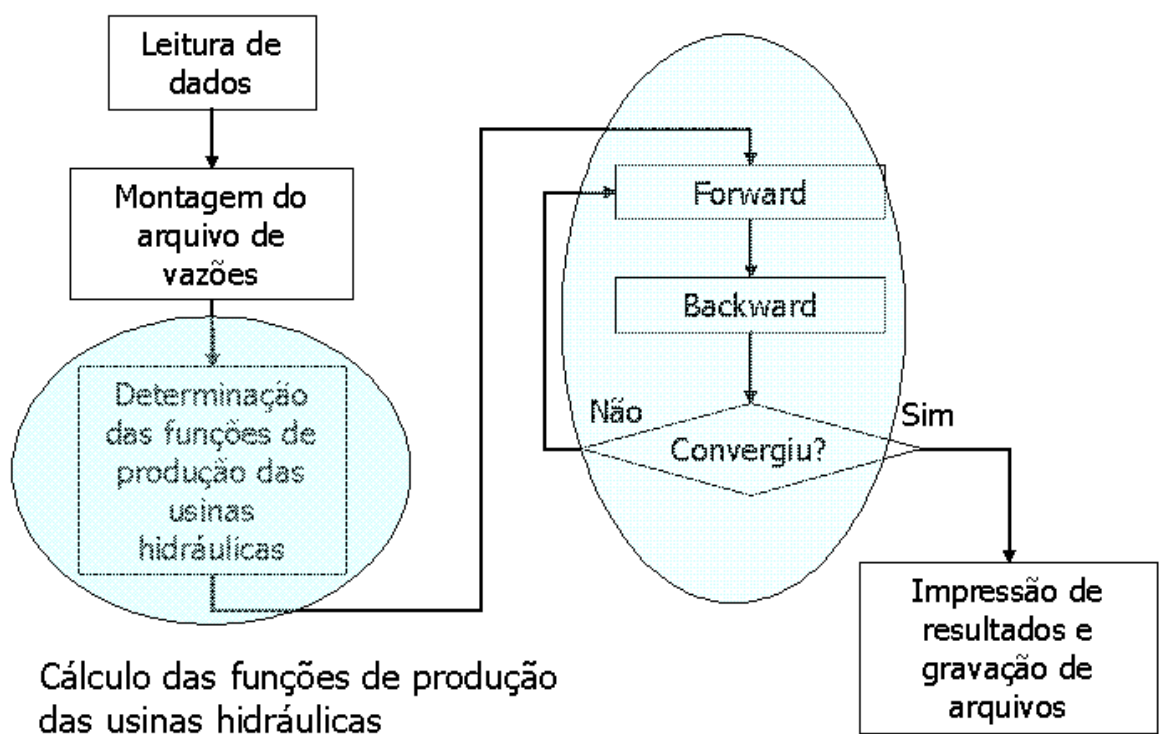 Leitura de
dados
Montagem do
arquivo de
vazões
Determinação
das funções de
produção das
usinas
hidráulicas
Cálculo das funções de produção
das usinas hidráulicas
Forward
Backward
Não
Sim
Convergiu?
Impressão de
resultados e
gravação de
arquivos